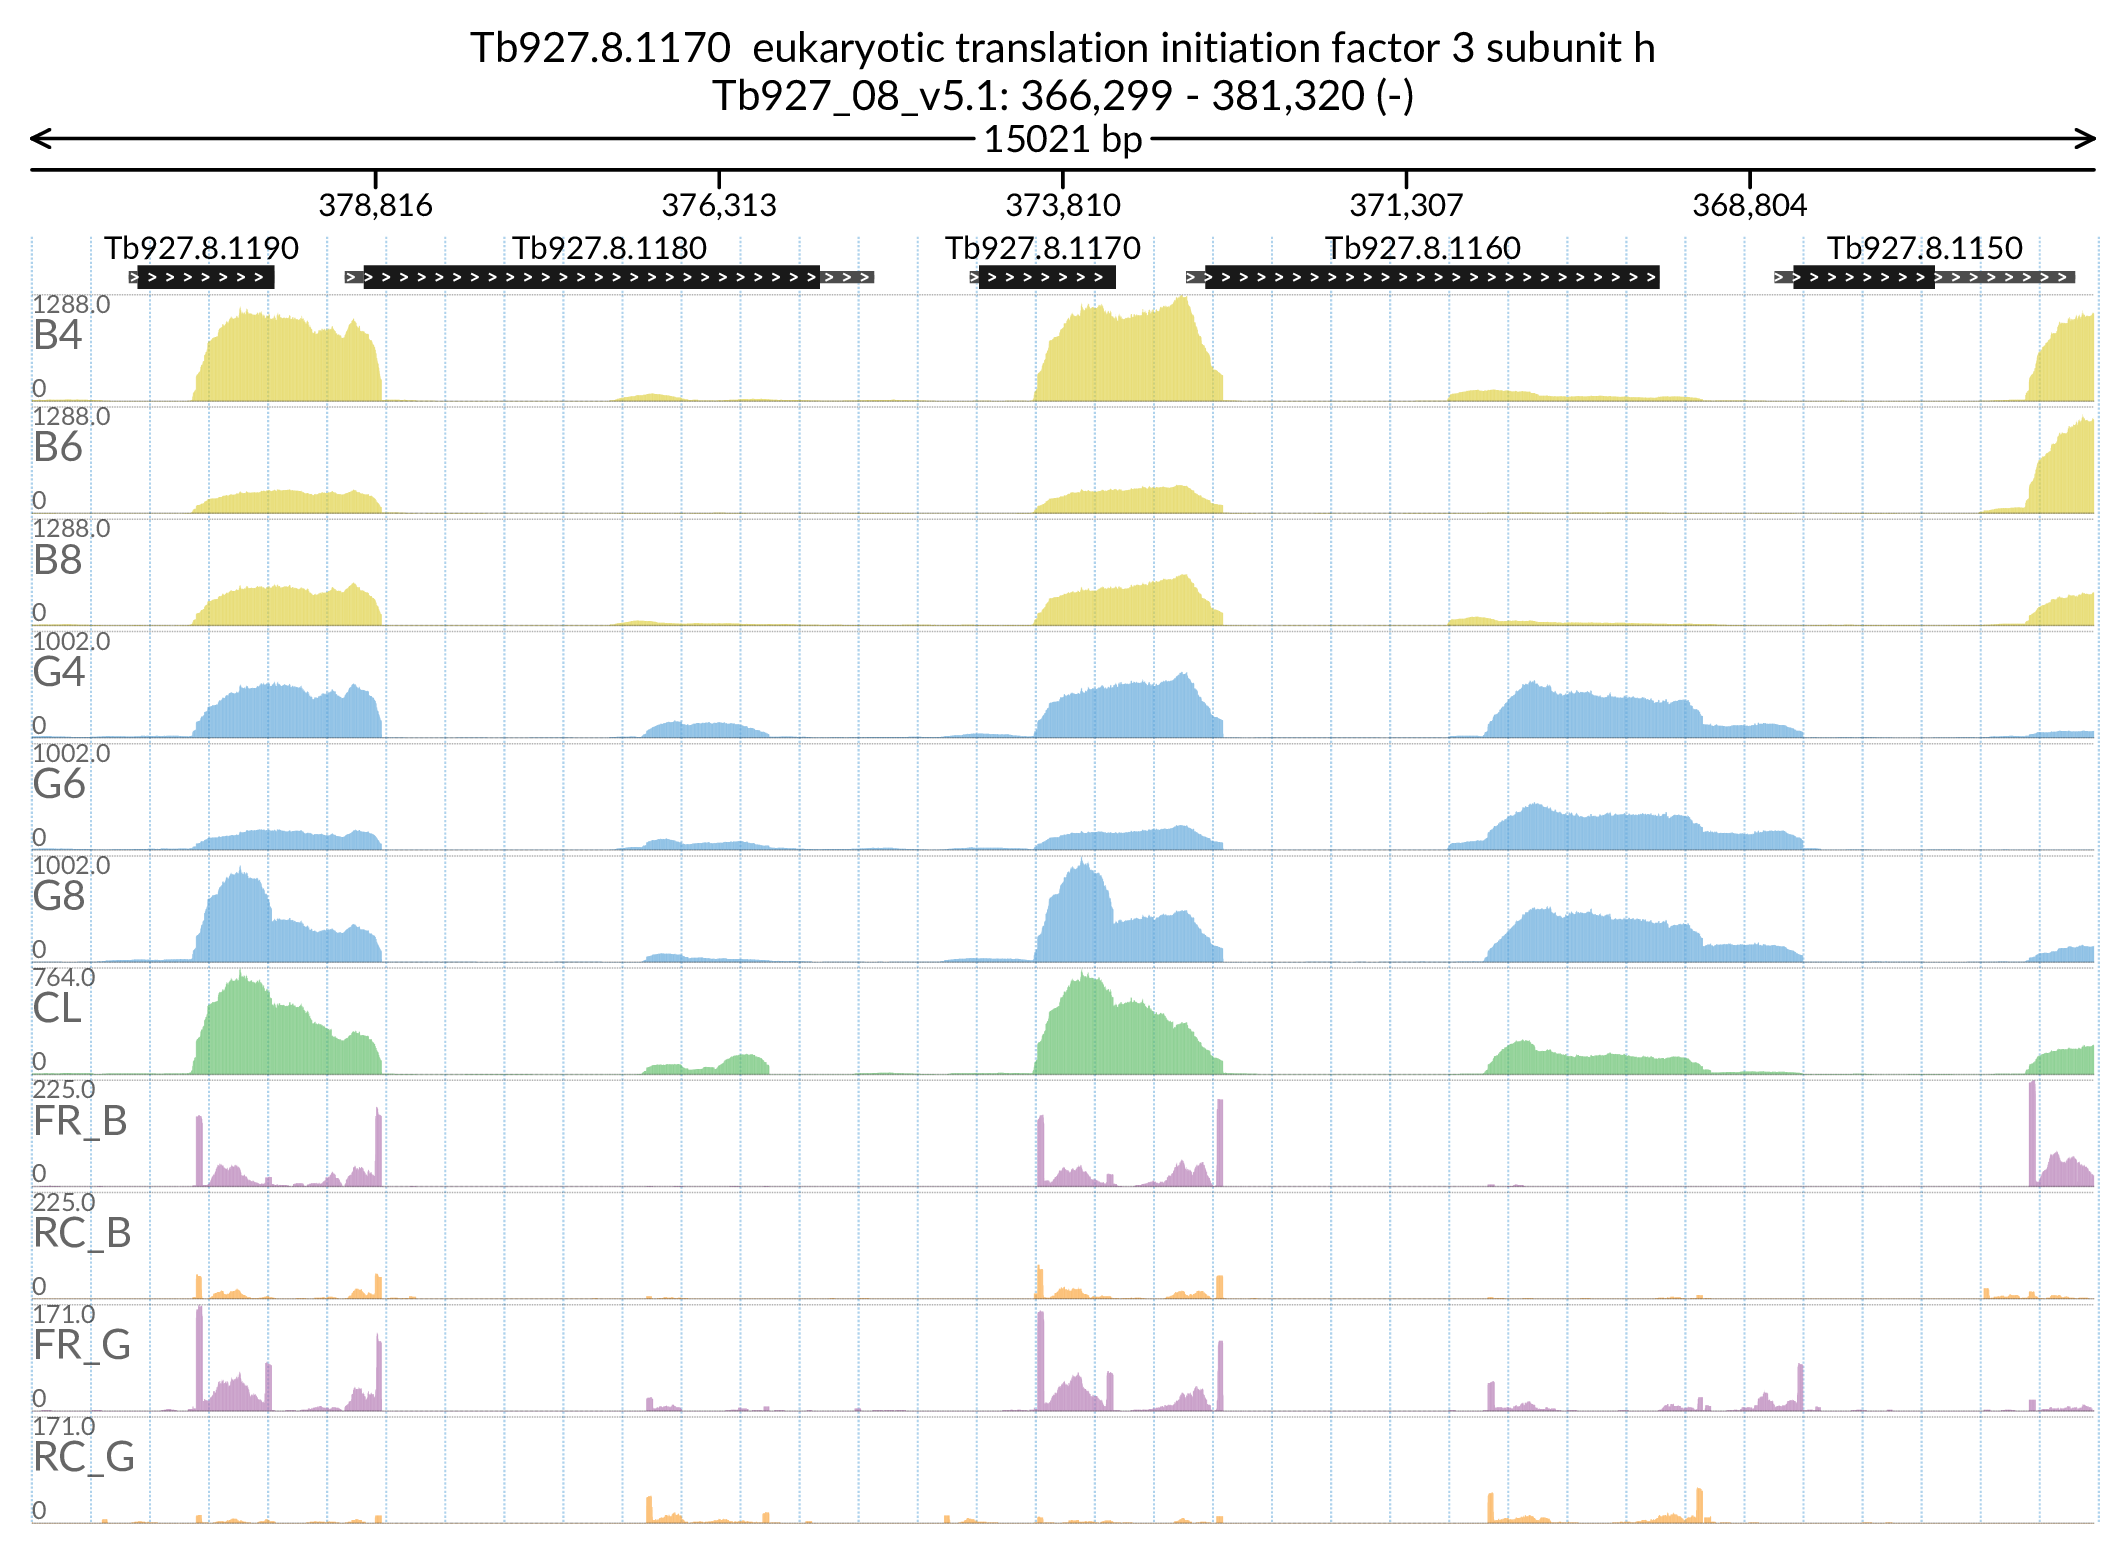 Tb927.8.1170 eukaryotic translation initiation factor 3 subunit h
Tb927_08_v5.1: 366,299 - 381,320 (-)
15021 bp
378,816 376,313 373,810 371,307 368,804
Tb927.8.1190 Tb927.8.1180 Tb927.8.1170 Tb927.8.1160 Tb927.8.1150
1288.0
B4
0
1288.0
B6
0
1288.0
B8
0
1002.0
G4
0
1002.0
G6
0
1002.0
G8
0
764.0
CL
0
225.0
FR_B
0
225.0
RC_B
0
171.0
FR_G
0
171.0
RC_G
0